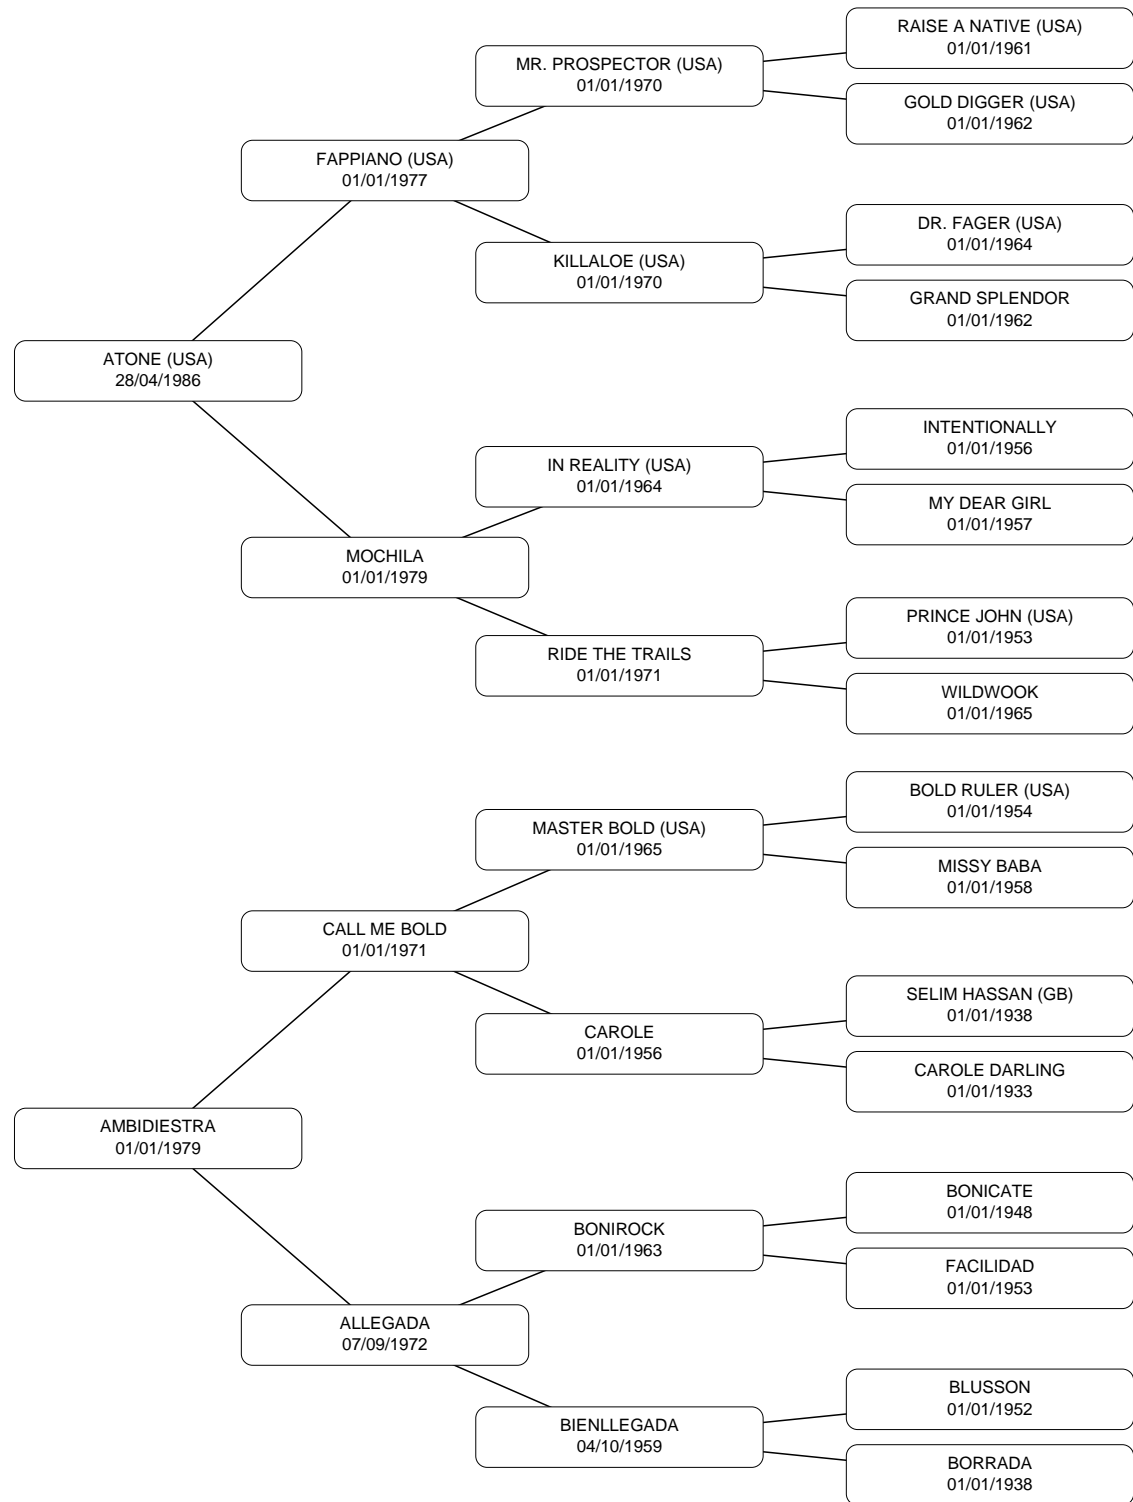 RAISE A NATIVE (USA)
01/01/1961
MR. PROSPECTOR (USA)
01/01/1970
GOLD DIGGER (USA)
01/01/1962
FAPPIANO (USA)
01/01/1977
DR. FAGER (USA)
01/01/1964
KILLALOE (USA)
01/01/1970
GRAND SPLENDOR
01/01/1962
ATONE (USA)
28/04/1986
INTENTIONALLY
01/01/1956
IN REALITY (USA)
01/01/1964
MY DEAR GIRL
01/01/1957
MOCHILA
01/01/1979
PRINCE JOHN (USA)
01/01/1953
RIDE THE TRAILS
01/01/1971
WILDWOOK
01/01/1965
BOLD RULER (USA)
01/01/1954
MASTER BOLD (USA)
01/01/1965
MISSY BABA
01/01/1958
CALL ME BOLD
01/01/1971
SELIM HASSAN (GB)
01/01/1938
CAROLE
01/01/1956
CAROLE DARLING
01/01/1933
AMBIDIESTRA
01/01/1979
BONICATE
01/01/1948
BONIROCK
01/01/1963
FACILIDAD
01/01/1953
ALLEGADA
07/09/1972
BLUSSON
01/01/1952
BIENLLEGADA
04/10/1959
BORRADA
01/01/1938